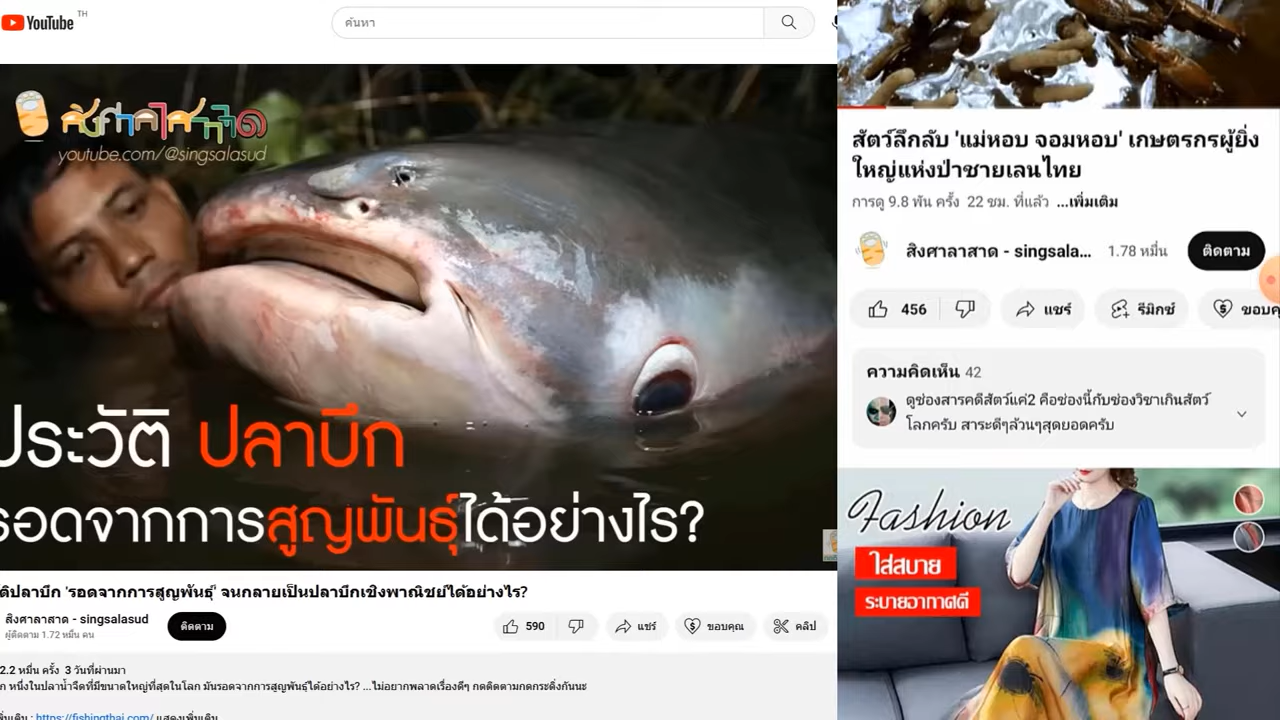 YouTube TH
ค้นหา
สิงศาลาสาด
youtube.com/@singsalasud
ประวัติ ปลาบึก
รอดจากการสูญพันธุ์ได้อย่างไร?
ติปลาบึก 'รอดจากการสูญพันธุ์' จนกลายเป็นปลาบึกเชิงพาณิชย์ได้อย่างไร?
สิงศาลาสาด - singsalasud
ผู้ติดตาม 1.72 หมื่น คน
ติดตาม
590
แชร์
ขอบคุณ
คลิป
2.2 หมื่น ครั้ง 3 วันที่ผ่านมา
ก หนึ่งในปลาน้ำจืดที่มีขนาดใหญ่ที่สุดในโลก มันรอดจากการสูญพันธุ์ได้อย่างไร? ...ไม่อยากพลาดเรื่องดีๆ กดติดตามกดกระดิ่งกันนะ
https://fishingthai.com/ แสดงเพิ่มเติม
สัตว์ลึกลับ 'แม่หอบ จอมหอบ' เกษตรกรผู้ยิ่ง
ใหญ่แห่งป่าชายเลนไทย
การดู 9.8 พัน ครั้ง 22 ชม. ที่แล้ว ...เพิ่มเติม
สิงศาลาสาด - singsala... 1.78 หมื่น ติดตาม
456
แชร์
รีมิกซ์
ขอบคุ
ความคิดเห็น 42
ดูช่องสารคดีสัตว์แค่2 คือช่องนี้กับช่องวิชาเกินสัตว์
โลกครับ สาระดีๆล้วนๆสุดยอดครับ
Fashion
ใส่สบาย
ระบายอากาศดี